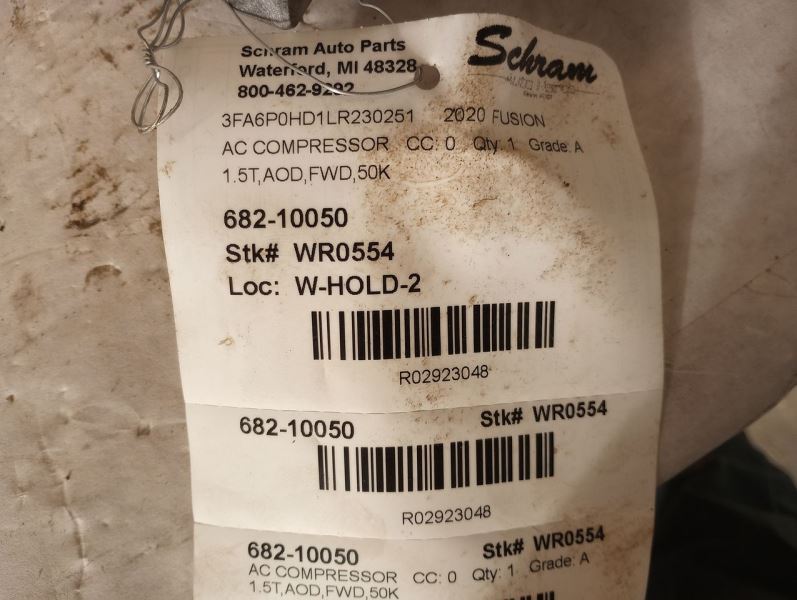 Schram Auto Parts
Waterford, MI 48328
800-462-9292
Schram
3FA6P0HD1LR230251 2020 FUSION
AC COMPRESSOR CC: 0 Qty: 1 Grade: A
1.5T,AOD,FWD,50K
682-10050
Stk# WR0554
Loc: W-HOLD-2
R02923048
682-10050 Stk# WR0554
R02923048
682-10050 Stk# WR0554
AC COMPRESSOR CC: 0 Qty: 1 Grade: A
1.5T,AOD,FWD,50K